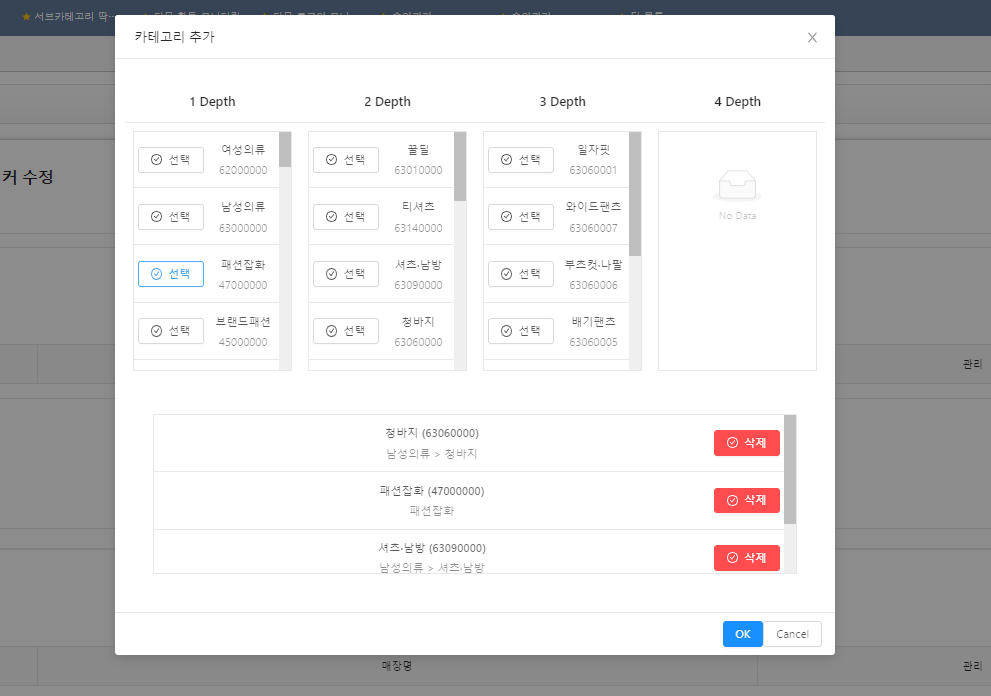 서브카테고리 딱...
카테고리 추가
커 수정
1 Depth
2 Depth
3 Depth
4 Depth
선택
여성의류
62000000
선택
남성의류
63000000
선택
패션잡화
47000000
선택
브랜드패션
45000000
선택
꿀딜
63010000
선택
티셔츠
63140000
선택
셔츠·남방
63090000
선택
청바지
63060000
선택
일자핏
63060001
선택
와이드팬츠
63060007
선택
부츠컷·나팔
63060006
선택
배기팬츠
63060005
No Data
관리
청바지 (63060000)
남성의류 > 청바지
삭제
패션잡화 (47000000)
패션잡화
삭제
셔츠·남방 (63090000)
남성의류 > 셔츠·남방
삭제
OK
Cancel
매장명
관리